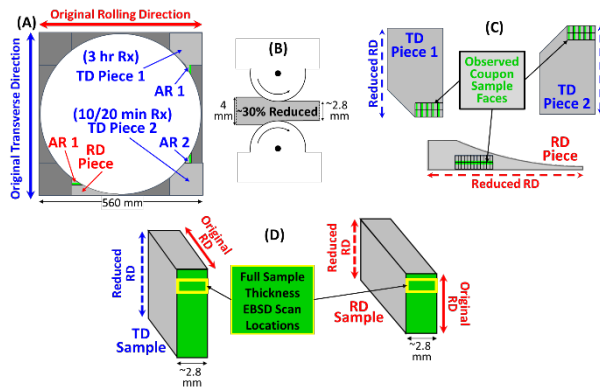 (A)
Original Rolling Direction
Original Transverse Direction
(3 hr Rx)
TD Piece 1
AR 1
(10/20 min Rx)
TD Piece 2
AR 1
RD
Piece
AR 2
560 mm
(B)
4
mm
~30% Reduced
~2.8
mm
(C)
Reduced RD
TD
Piece 1
Observed
Coupon
Sample
Faces
TD
Piece 2
Reduced RD
RD
Piece
Reduced RD
(D)
Original
RD
Reduced
RD
TD
Sample
~2.8
mm
Full Sample
Thickness
EBSD Scan
Locations
Reduced
RD
RD
Sample
Original
RD
~2.8
mm